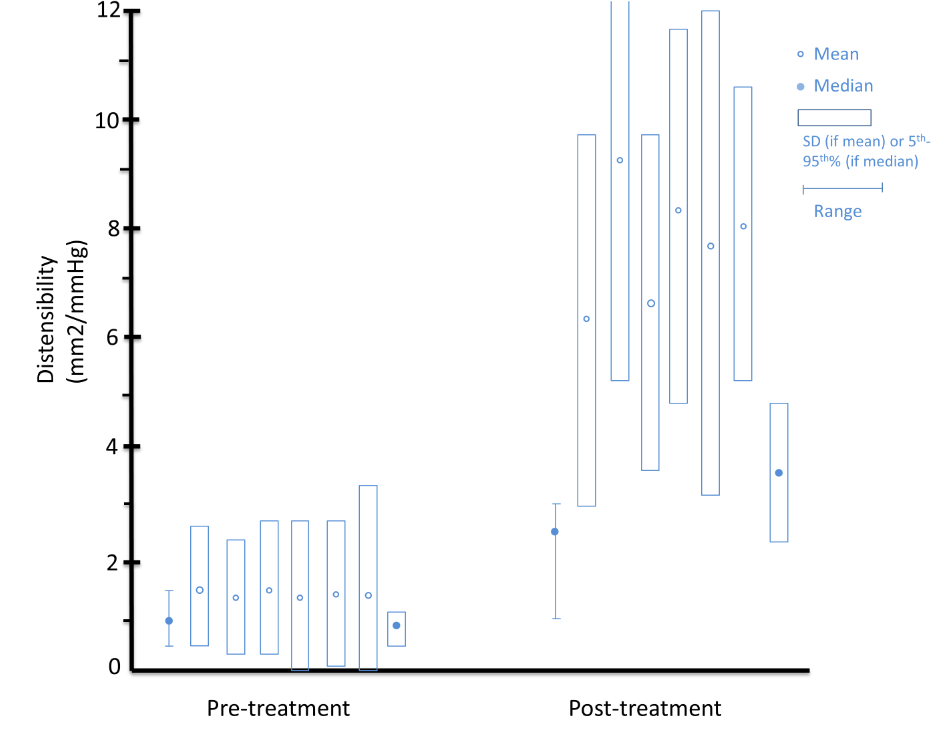 12
10
8
6
4
2
0
Distensibility
(mm2/mmHg)
Pre-treatment
Post-treatment
Mean
Median
SD (if mean) or 5th-
95th% (if median)
Range